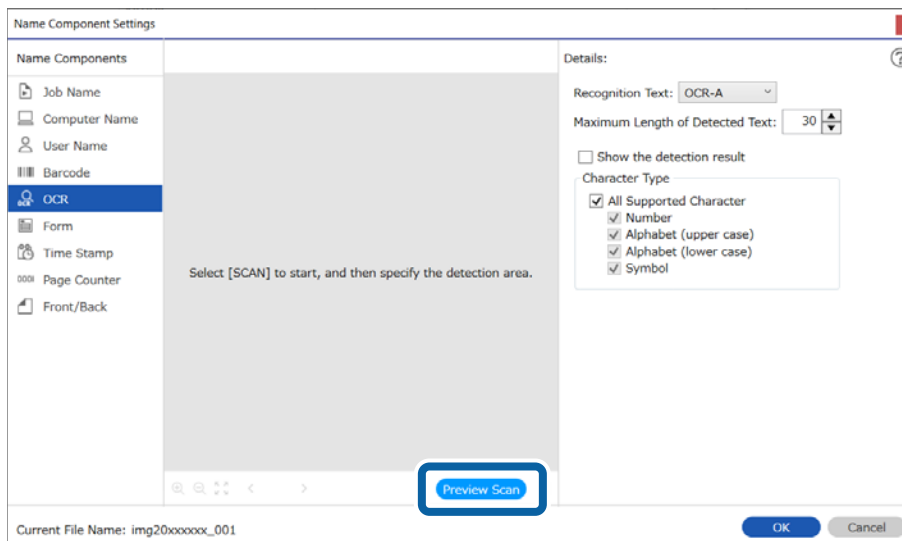 Name Component Settings
Name Components
Job Name
Computer Name
User Name
Barcode
OCR
OCR
Form
Time Stamp
0001
Page Counter
Front/Back
Select [SCAN] to start, and then specify the detection area.
Preview Scan
Details:
?
Recognition Text: OCR-A
Maximum Length of Detected Text: 30
Show the detection result
Character Type
All Supported Character
Number
Alphabet (upper case)
Alphabet (lower case)
Symbol
Current File Name: img20xxxxxx_001
OK
Cancel